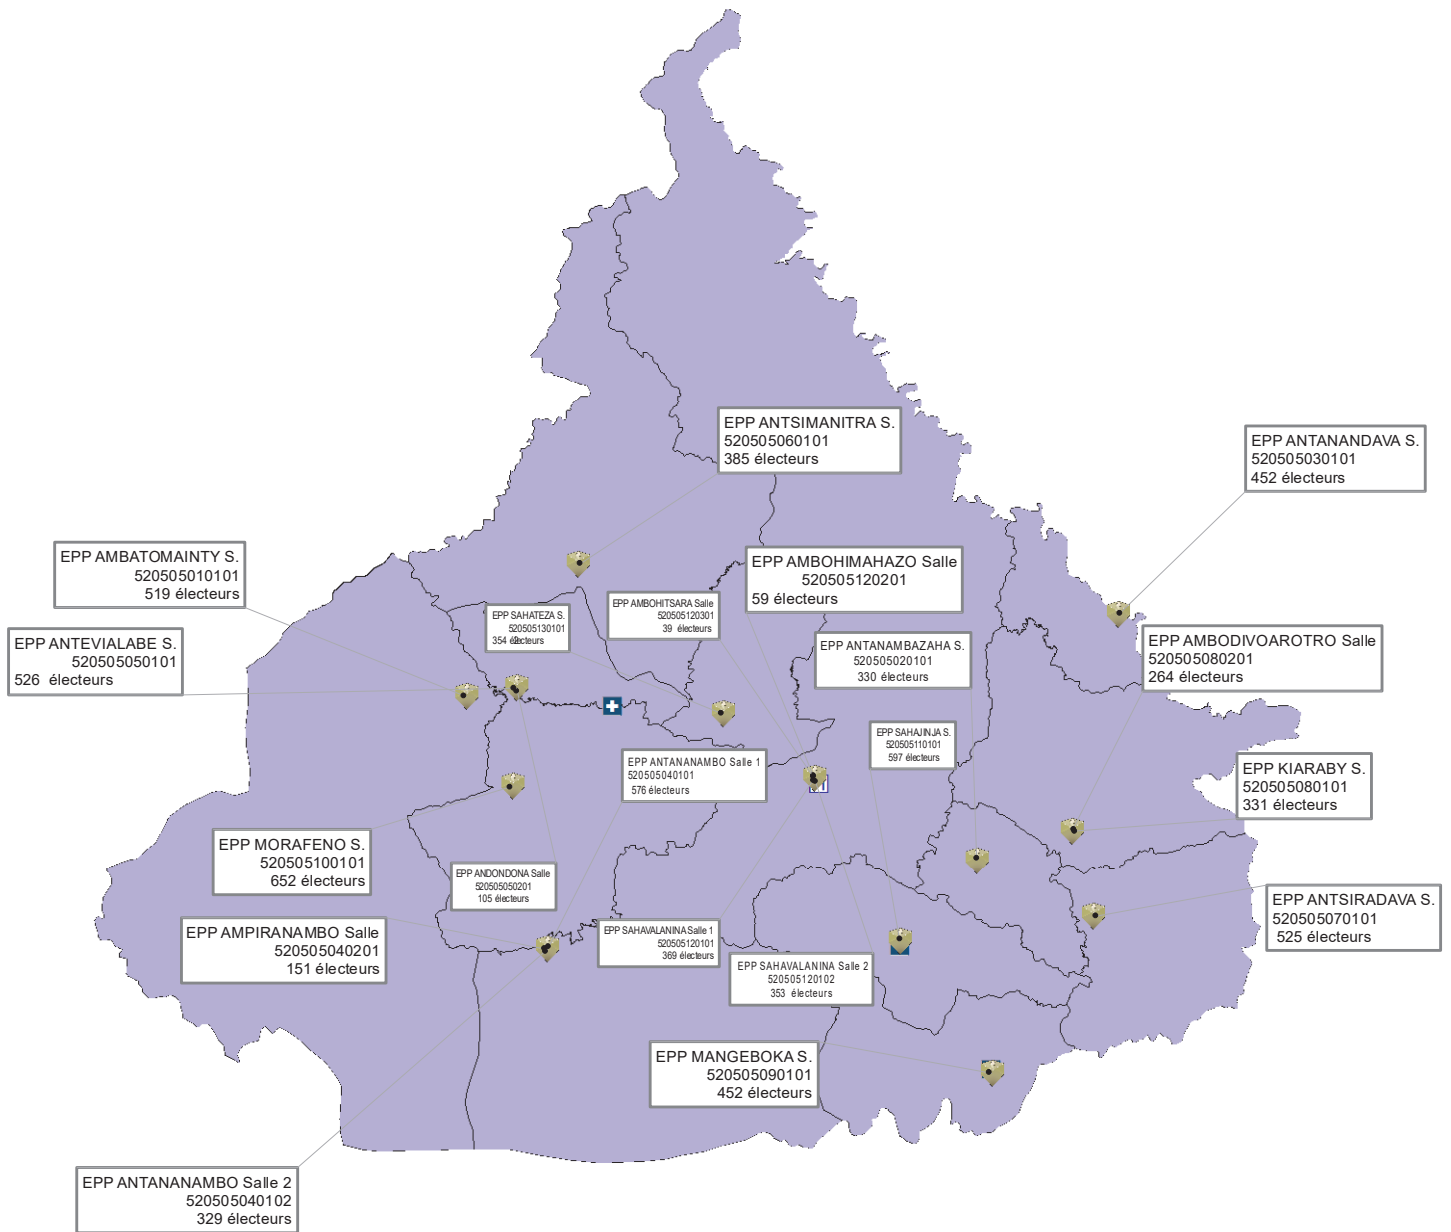 EPP ANTSIMANITRA S.
520505060101
385 électeurs
EPP ANTANANDAVA S.
520505030101
452 électeurs
EPP AMBATOMAINTY S.
520505010101
519 électeurs
EPP AMBOHIMAHAZO Salle
520505120201
59 électeurs
EPP AMBOHITSARA Salle
520505120301
39 électeurs
EPP SAHATEZA S.
520505130101
354 électeurs
EPP ANTEVIALABE S.
520505050101
526 électeurs
EPP ANTANAMBAZAHA S.
520505020101
330 électeurs
EPP AMBODIVOAROTRO Salle
520505080201
264 électeurs
EPP SAHAJINJA S.
520505110101
597 électeurs
EPP ANTANANAMBO Salle 1
520505040101
576 électeurs
EPP KIARABY S.
520505080101
331 électeurs
EPP MORAFENO S.
520505100101
652 électeurs
EPP ANDONDONA Salle
520505050201
105 électeurs
EPP ANTSIRADAVA S.
520505070101
525 électeurs
EPP AMPIRANAMBO Salle
520505040201
151 électeurs
EPP SAHAVALANINA Salle 1
520505120101
369 électeurs
EPP SAHAVALANINA Salle 2
520505120102
353 électeurs
EPP MANGEBOKA S.
520505090101
452 électeurs
EPP ANTANANAMBO Salle 2
520505040102
329 électeurs